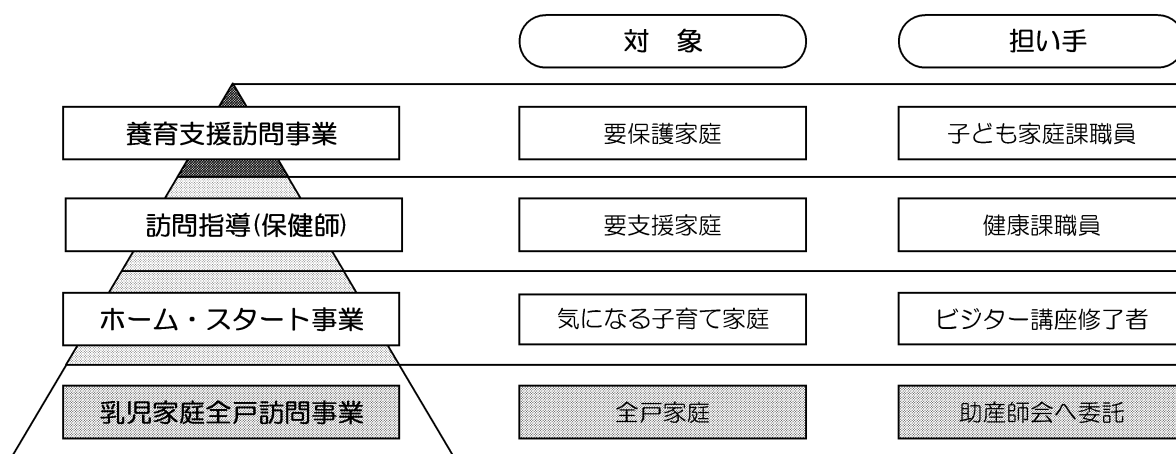 対　象
担い手
養育支援訪問事業
要保護家庭
子ども家庭課職員
訪問指導(保健師)
要支援家庭
健康課職員
ホーム・スタート事業
気になる子育て家庭
ビジター講座修了者
乳児家庭全戸訪問事業
全戸家庭
助産師会へ委託